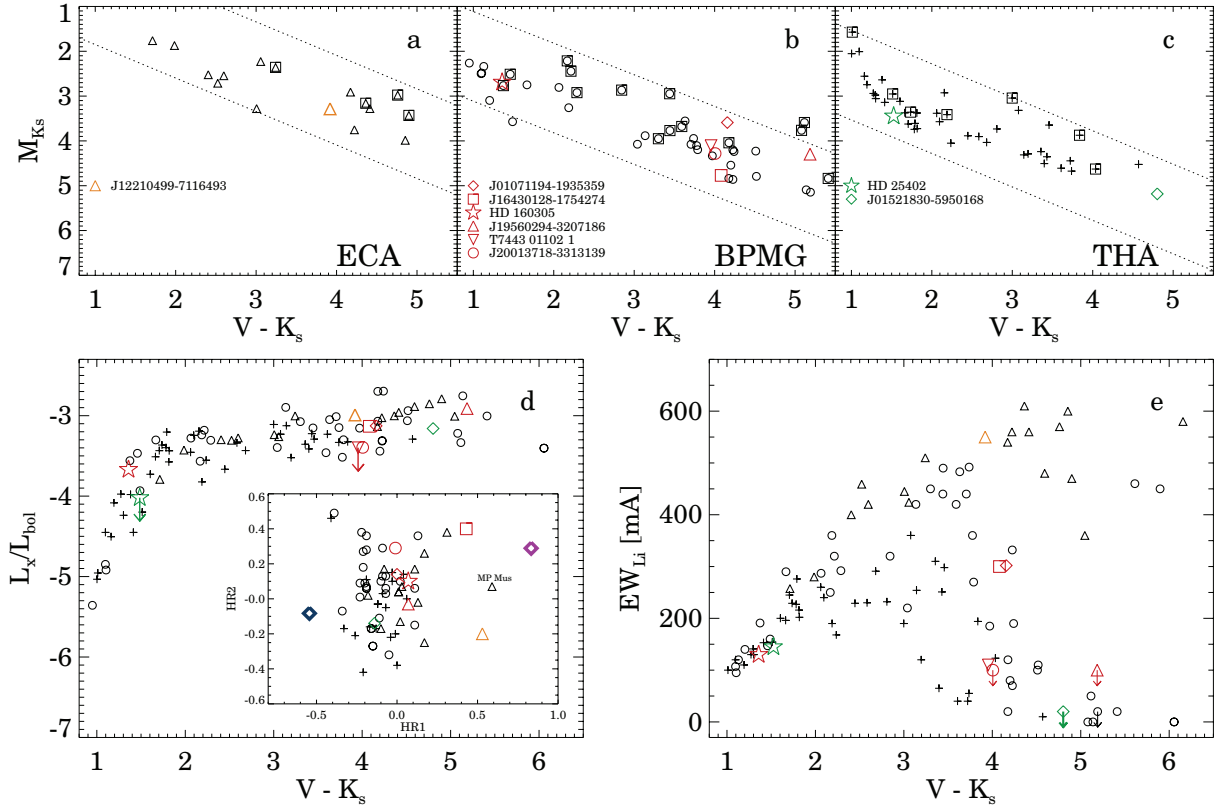 1
2
3
4
5
6
7
M_Ks
a
J12210499-7116493
ECA
1 2 3 4 5
V - K_s
b
J01071194-1935359
J16430128-1754274
HD 160305
J19560294-3207186
T7443 01102 1
J20013718-3313139
BPMG
1 2 3 4 5
V - K_s
c
HD 25402
J01521830-5950168
THA
1 2 3 4 5
V - K_s
-3
-4
-5
-6
-7
L_x/L_bol
d
0.6
0.4
0.2
-0.0
-0.2
-0.4
-0.6
HR2
MP Mus
-0.5 0.0 0.5 1.0
HR1
1 2 3 4 5 6
V - K_s
600
400
200
0
EW_Li [mA]
e
1 2 3 4 5 6
V - K_s